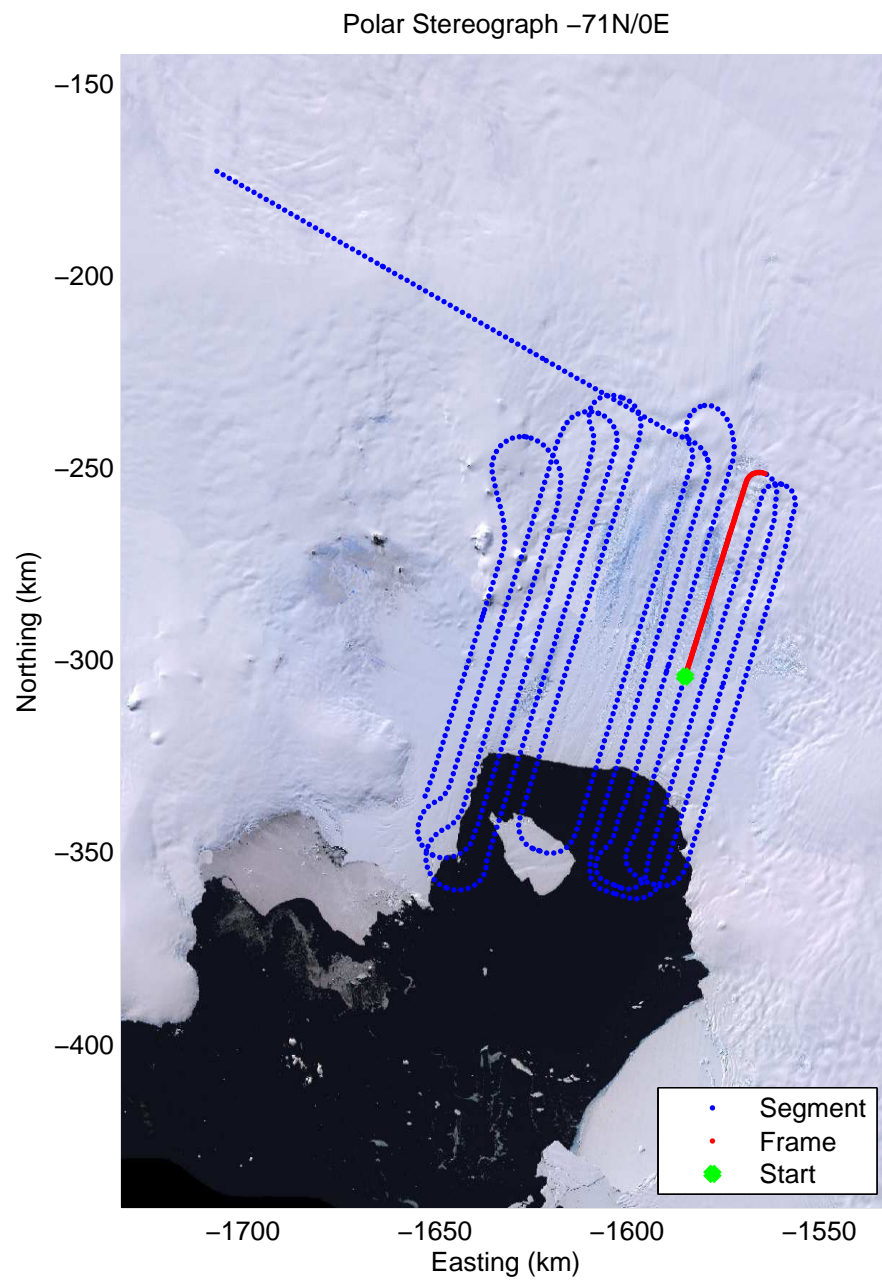 Polar Stereograph −71N/0E
−150
−200
−250
−300
−350
−400
Northing (km)
−1700
−1650
−1600
−1550
Easting (km)
Segment
Frame
Start